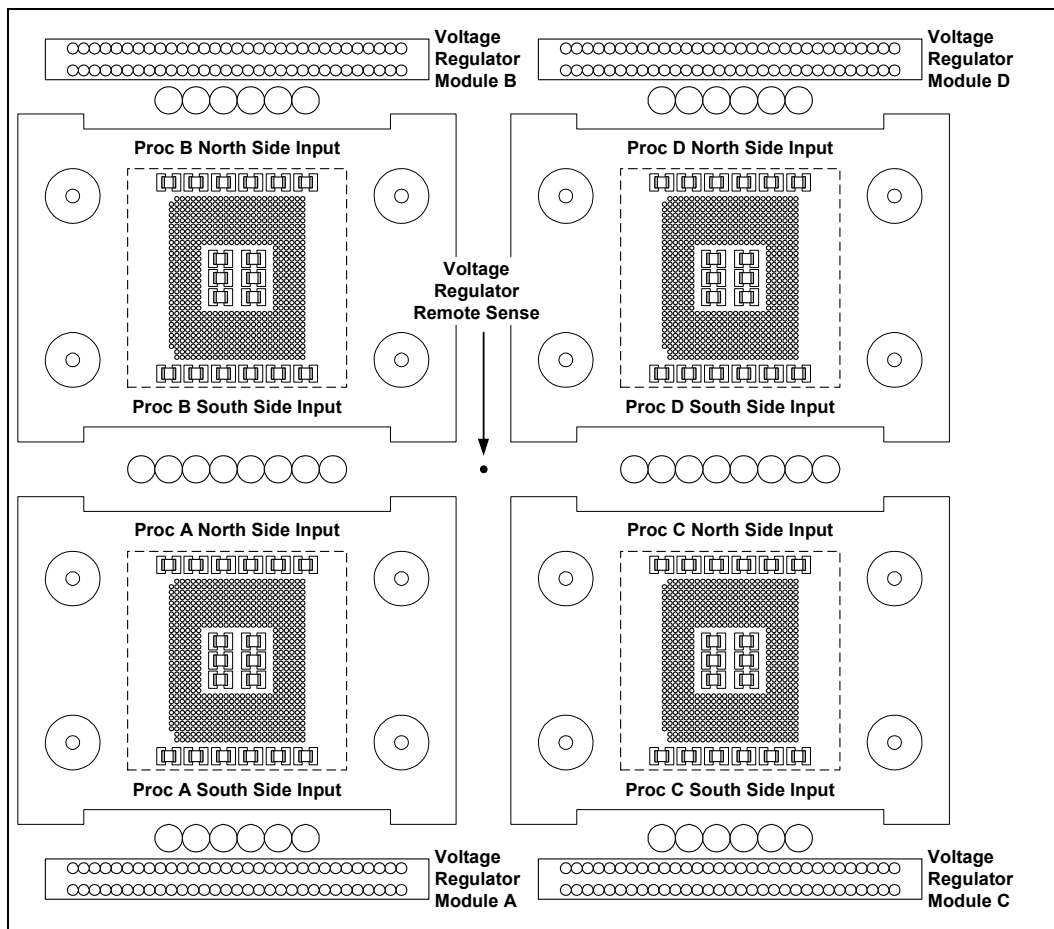 Voltage
Regulator
Module B
Voltage
Regulator
Module D
Proc B North Side Input
Proc D North Side Input
Voltage
Regulator
Remote Sense
Proc B South Side Input
Proc D South Side Input
Proc A North Side Input
Proc C North Side Input
Proc A South Side Input
Proc C South Side Input
Voltage
Regulator
Module A
Voltage
Regulator
Module C